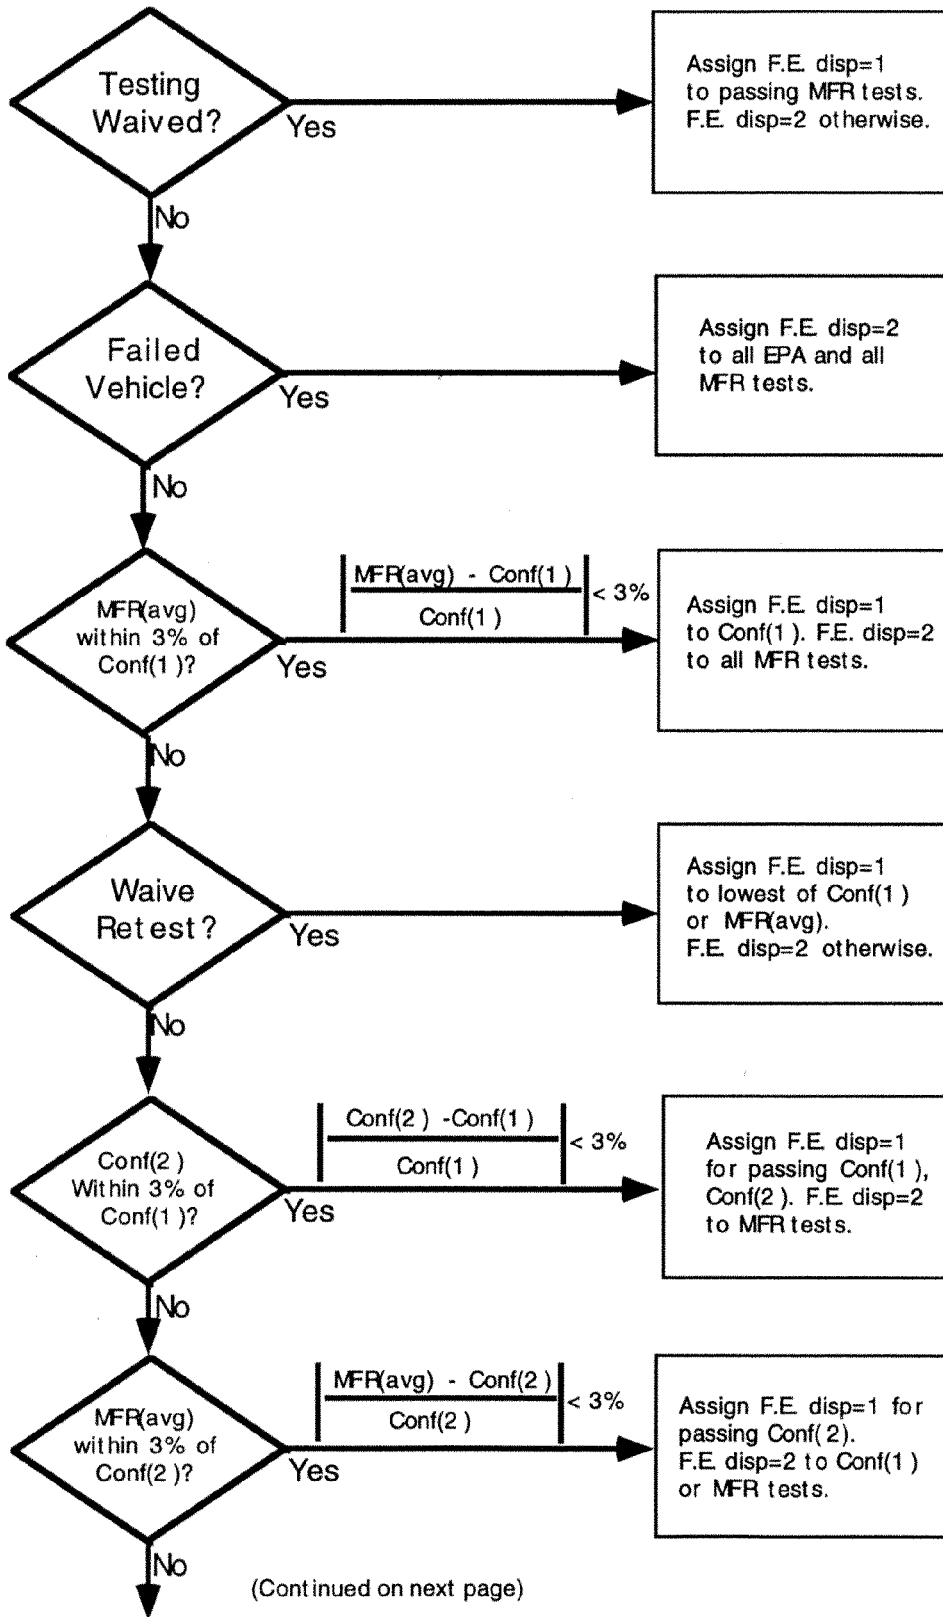 Testing
Waived?
Yes
Assign F.E. disp=1
to passing MFR tests.
F.E. disp=2 otherwise.
No
Failed
Vehicle?
Yes
Assign F.E. disp=2
to all EPA and all
MFR tests.
No
MFR(avg)
within 3% of
Conf(1)?
Yes
MFR(avg) - Conf(1)
Conf(1)
< 3%
Assign F.E. disp=1
to Conf(1). F.E. disp=2
to all MFR tests.
No
Waive
Retest?
Yes
Assign F.E. disp=1
to lowest of Conf(1)
or MFR(avg).
F.E. disp=2 otherwise.
No
Conf(2)
Within 3% of
Conf(1)?
Yes
Conf(2) -Conf(1)
Conf(1)
< 3%
Assign F.E. disp=1
for passing Conf(1),
Conf(2). F.E. disp=2
to MFR tests.
No
MFR(avg)
within 3% of
Conf(2)?
Yes
MFR(avg) - Conf(2)
Conf(2)
< 3%
Assign F.E. disp=1 for
passing Conf(2).
F.E. disp=2 to Conf(1)
or MFR tests.
No
(Continued on next page)